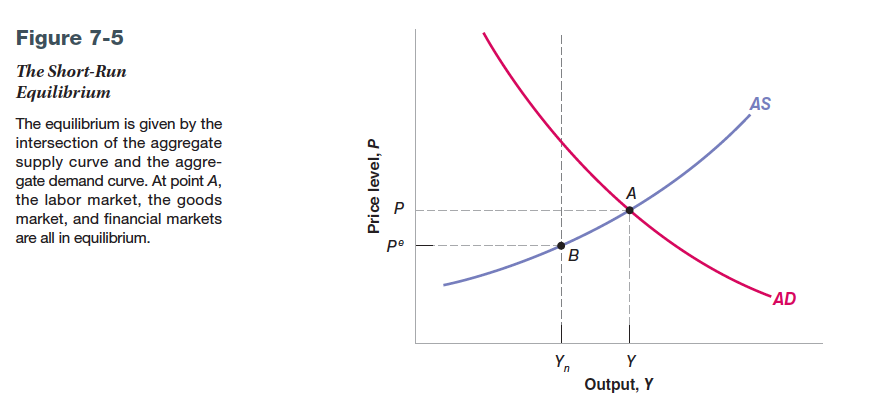 Figure 7-5
The Short-Run
Equilibrium
The equilibrium is given by the
intersection of the aggregate
supply curve and the aggre-
gate demand curve. At point A,
the labor market, the goods
market, and financial markets
are all in equilibrium.
Price level, P
AS
A
P
Pᵉ
B
AD
Yₙ
Y
Output, Y